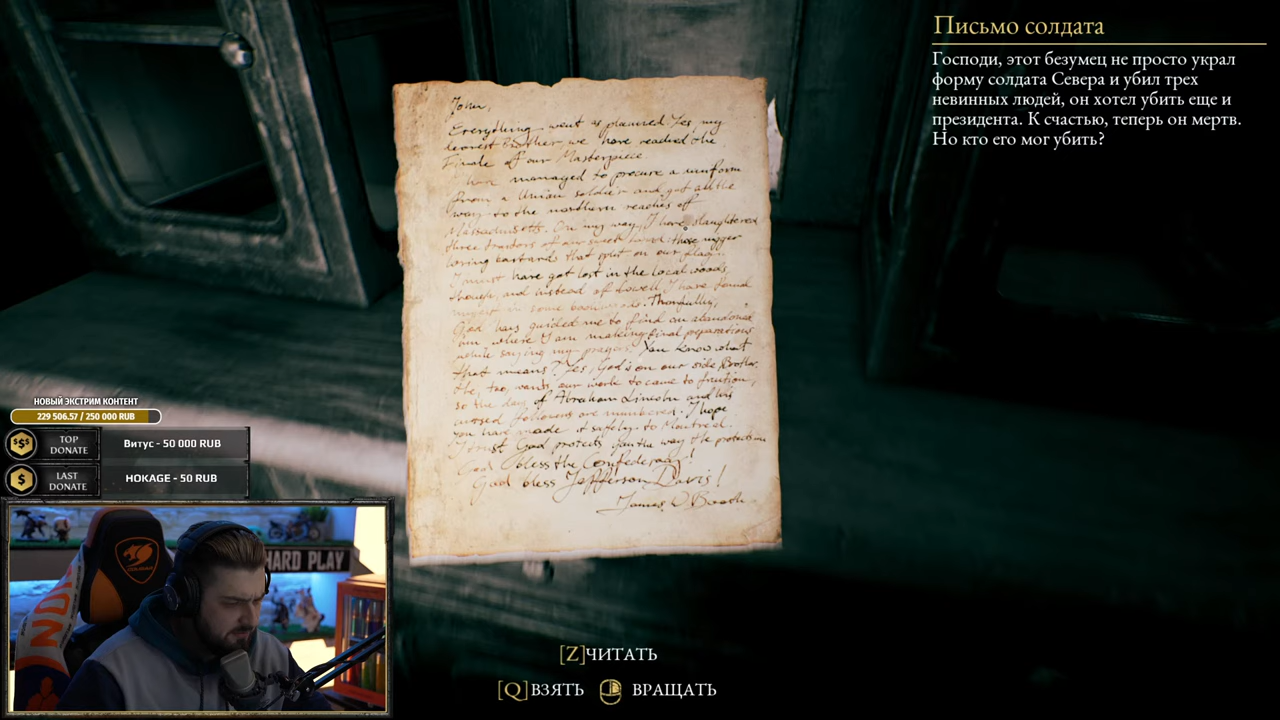 Письмо солдата
Господи, этот безумец не просто украл
форму солдата Севера и убил трех
невинных людей, он хотел убить еще и
президента. К счастью, теперь он мертв.
Но кто его мог убить?
John,
Everything went as planned. Yes, my
dearest Brother, we have reached the
Finale of our Masterpiece.
have managed to procure a uniform
from a Union soldier and got all the
way to the northern reaches of
Massachusetts. On my way, I have slaughtered
three traitors of our sweet land, those nigger
loving bastards that spit on our flag.
I must have got lost in the local woods
though, and instead of Lowell I have found
myself in some backwoods. Thankfully,
God has guided me to find an abandoned
inn where I am making final preparations
while saying my prayers. You know what
that means? Yes, God is on our side, Brother.
He, too, wants our work to come to fruition,
so the days of Abraham Lincoln and his
cursed followers are numbered. I hope
you have made it safely to Montreal.
I trust God protects you the way He protects me
God bless the Confederacy!
God bless Jefferson Davis!
James O. Booth
НОВЫЙ ЭКСТРИМ КОНТЕНТ
229 506.57 / 250 000 RUB
TOP DONATE
Витус - 50 000 RUB
LAST DONATE
HOKAGE - 50 RUB
HARD PLAY
[Z]ЧИТАТЬ
[Q]ВЗЯТЬ ВРАЩАТЬ